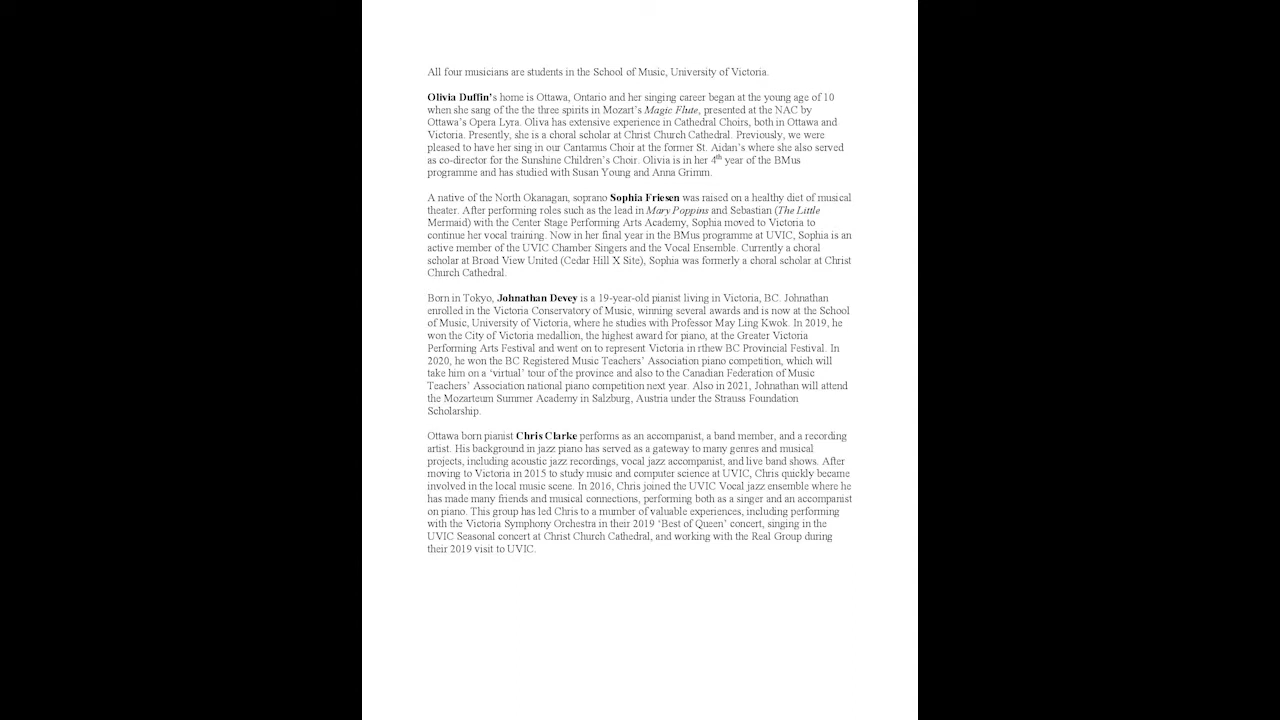 All four musicians are students in the School of Music, University of Victoria.
Olivia Duffin's home is Ottawa, Ontario and her singing career began at the young age of 10
when she sang of the the three spirits in Mozart's Magic Flute, presented at the NAC by
Ottawa's Opera Lyra. Oliva has extensive experience in Cathedral Choirs, both in Ottawa and
Victoria. Presently, she is a choral scholar at Christ Church Cathedral. Previously, we were
pleased to have her sing in our Cantamus Choir at the former St. Aidan's where she also served
as co-director for the Sunshine Children's Choir. Olivia is in her 4th year of the BMus
programme and has studied with Susan Young and Anna Grimm.
A native of the North Okanagan, soprano Sophia Friesen was raised on a healthy diet of musical
theater. After performing roles such as the lead in Mary Poppins and Sebastian (The Little
Mermaid) with the Center Stage Performing Arts Academy, Sophia moved to Victoria to
continue her vocal training. Now in her final year in the BMus programme at UVIC, Sophia is an
active member of the UVIC Chamber Singers and the Vocal Ensemble. Currently a choral
scholar at Broad View United (Cedar Hill X Site), Sophia was formerly a choral scholar at Christ
Church Cathedral.
Born in Tokyo, Johnathan Devey is a 19-year-old pianist living in Victoria, BC. Johnathan
enrolled in the Victoria Conservatory of Music, winning several awards and is now at the School
of Music, University of Victoria, where he studies with Professor May Ling Kwok. In 2019, he
won the City of Victoria medallion, the highest award for piano, at the Greater Victoria
Performing Arts Festival and went on to represent Victoria in rthew BC Provincial Festival. In
2020, he won the BC Registered Music Teachers' Association piano competition, which will
take him on a 'virtual' tour of the province and also to the Canadian Federation of Music
Teachers' Association national piano competition next year. Also in 2021, Johnathan will attend
the Mozarteum Summer Academy in Salzburg, Austria under the Strauss Foundation
Scholarship.
Ottawa born pianist Chris Clarke performs as an accompanist, a band member, and a recording
artist. His background in jazz piano has served as a gateway to many genres and musical
projects, including acoustic jazz recordings, vocal jazz accompanist, and live band shows. After
moving to Victoria in 2015 to study music and computer science at UVIC, Chris quickly became
involved in the local music scene. In 2016, Chris joined the UVIC Vocal jazz ensemble where he
has made many friends and musical connections, performing both as a singer and an accompanist
on piano. This group has led Chris to a mumber of valuable experiences, including performing
with the Victoria Symphony Orchestra in their 2019 'Best of Queen' concert, singing in the
UVIC Seasonal concert at Christ Church Cathedral, and working with the Real Group during
their 2019 visit to UVIC.